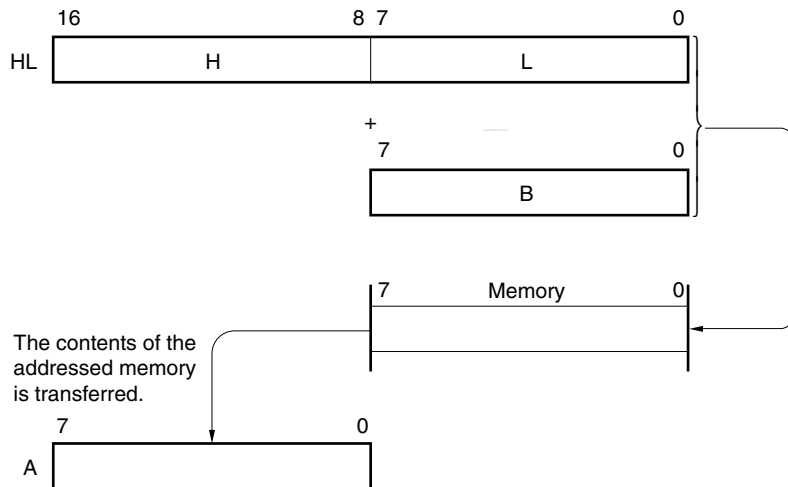 16 8 7 0
HL H L
+
7 0
B
7 Memory 0
The contents of the
addressed memory
is transferred.
7 0
A